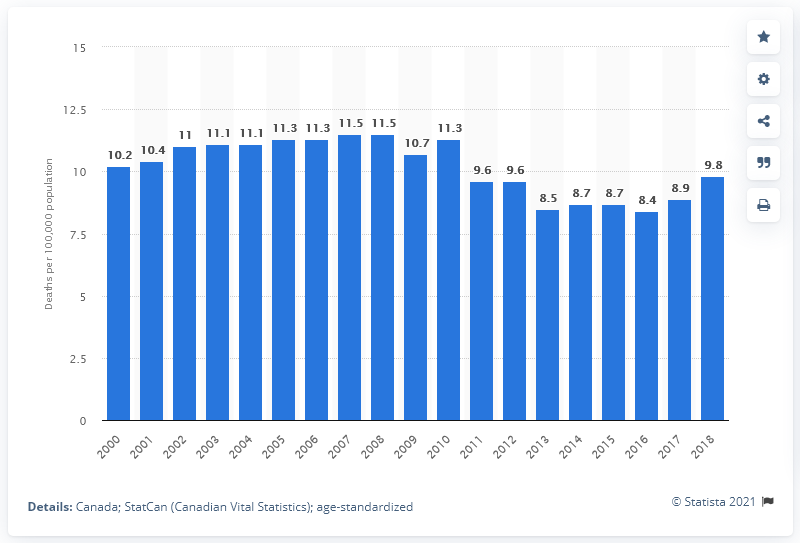 15
12.5
10
7.5
5
2.5
0
Deaths per 100,000 population
10.2 10.4 11 11.1 11.1 11.3 11.3 11.5 11.5 10.7 11.3 9.6 9.6 8.5 8.7 8.7 8.4 8.9 9.8
2000 2001 2002 2003 2004 2005 2006 2007 2008 2009 2010 2011 2012 2013 2014 2015 2016 2017 2018
Details: Canada; StatCan (Canadian Vital Statistics); age-standardized
© Statista 2021